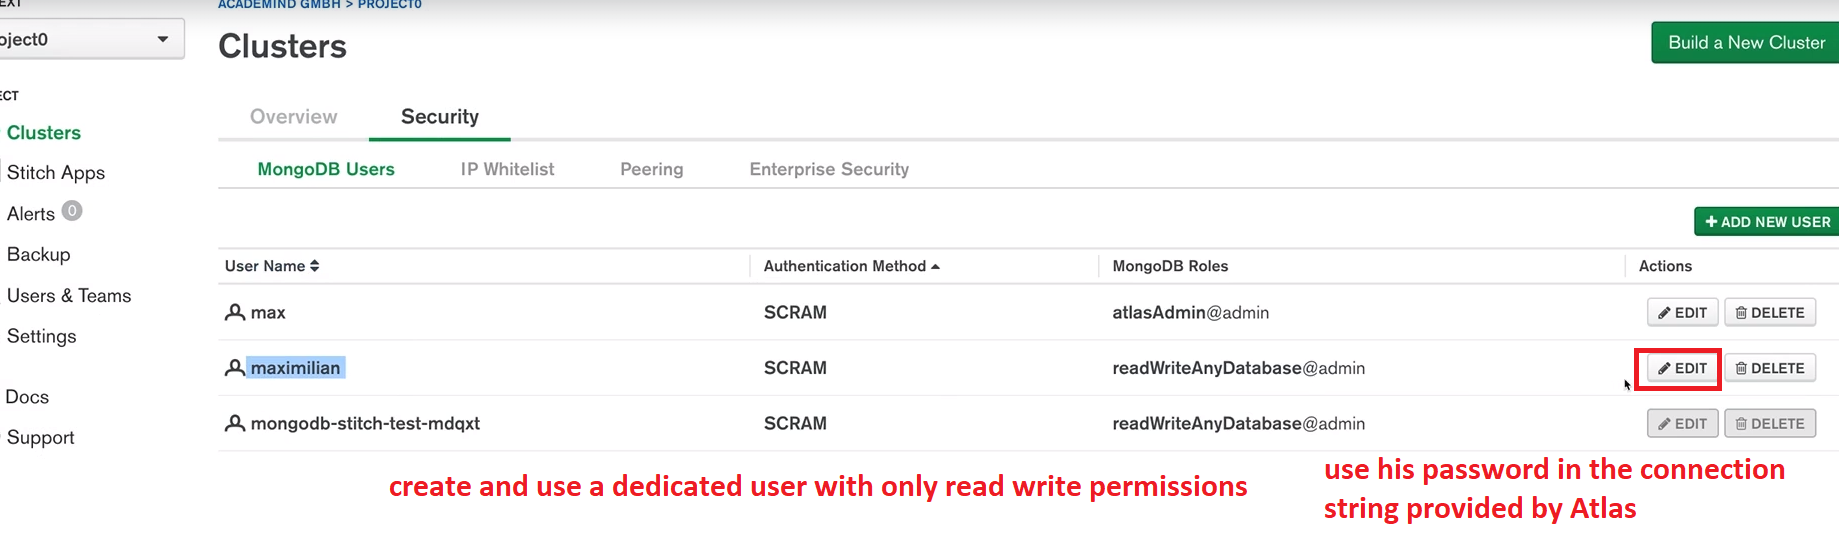 ACADEMIND GMBH > PROJECT0
Clusters
Build a New Cluster
Overview
Security
MongoDB Users
IP Whitelist
Peering
Enterprise Security
Clusters
Stitch Apps
Alerts 0
Backup
Users & Teams
Settings
Docs
Support
+ ADD NEW USER
User Name
Authentication Method
MongoDB Roles
Actions
max
SCRAM
atlasAdmin@admin
EDIT
DELETE
maximilian
SCRAM
readWriteAnyDatabase@admin
EDIT
DELETE
mongodb-stitch-test-mdqxt
SCRAM
readWriteAnyDatabase@admin
EDIT
DELETE
create and use a dedicated user with only read write permissions
use his password in the connection
string provided by Atlas